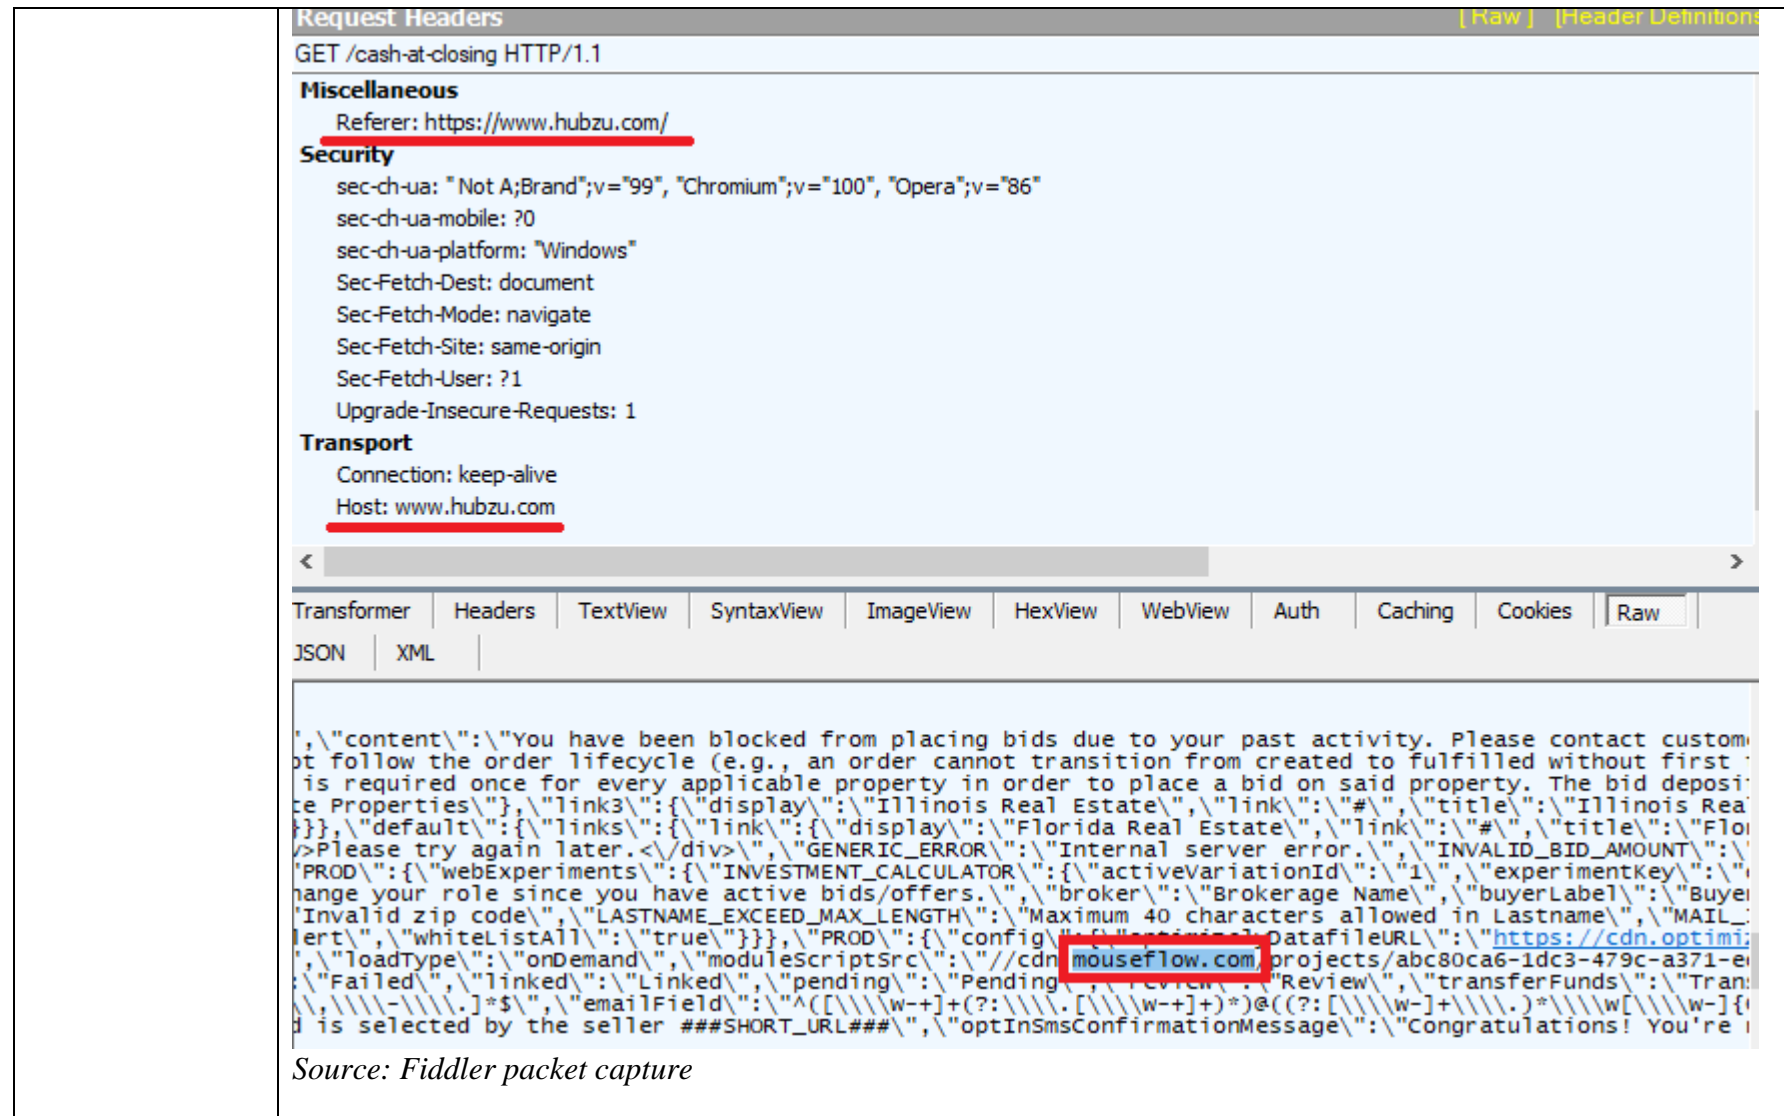 Request Headers [ Raw ] [Header Definitions
GET /cash-at-closing HTTP/1.1
Miscellaneous
Referer: https://www.hubzu.com/
Security
sec-ch-ua: " Not A;Brand";v="99", "Chromium";v="100", "Opera";v="86"
sec-ch-ua-mobile: ?0
sec-ch-ua-platform: "Windows"
Sec-Fetch-Dest: document
Sec-Fetch-Mode: navigate
Sec-Fetch-Site: same-origin
Sec-Fetch-User: ?1
Upgrade-Insecure-Requests: 1
Transport
Connection: keep-alive
Host: www.hubzu.com
Transformer Headers TextView SyntaxView ImageView HexView WebView Auth Caching Cookies Raw
JSON XML
",\"content\":\"You have been blocked from placing bids due to your past activity. Please contact custom
ot follow the order lifecycle (e.g., an order cannot transition from created to fulfilled without first
is required once for every applicable property in order to place a bid on said property. The bid deposi
te Properties\"},\"link3\":{\"display\":\"Illinois Real Estate\",\"link\":\"#\",\"title\":\"Illinois Rea
}}},\"default\":{\"links\":{\"link\":{\"display\":\"Florida Real Estate\",\"link\":\"#\",\"title\":\"Flo
>Please try again later.<\/div>\",\"GENERIC_ERROR\":\"Internal server error.\",\"INVALID_BID_AMOUNT\":\
"PROD\":{\"webExperiments\":{\"INVESTMENT_CALCULATOR\":{\"activeVariationId\":\"1\",\"experimentKey\":\"
hange your role since you have active bids/offers.\",\"broker\":\"Brokerage Name\",\"buyerLabel\":\"Buye
"Invalid zip code\",\"LASTNAME_EXCEED_MAX_LENGTH\":\"Maximum 40 characters allowed in Lastname\",\"MAIL_
lert\",\"whiteListAll\":\"true\"}}},\"PROD\":{\"config\":{\"optimizelyDatafileURL\":\"https://cdn.optimi
",\"loadType\":\"onDemand\",\"moduleScriptSrc\":\"//cdn.mouseflow.com/projects/abc80ca6-1dc3-479c-a371-e
:\"Failed\",\"linked\":\"Linked\",\"pending\":\"Pending\",\"review\":\"Review\",\"transferFunds\":\"Tran
\\,\\\\-\\\\.]*$\",\"emailField\":\"^([\\\\w-+]+(?:\\\\.[\\\\w-+]+)*)@((?:[\\\\w-]+\\\\.)*\\\\w[\\\\w-]{
d is selected by the seller ###SHORT_URL###\",\"optInSmsConfirmationMessage\":\"Congratulations! You're
Source: Fiddler packet capture